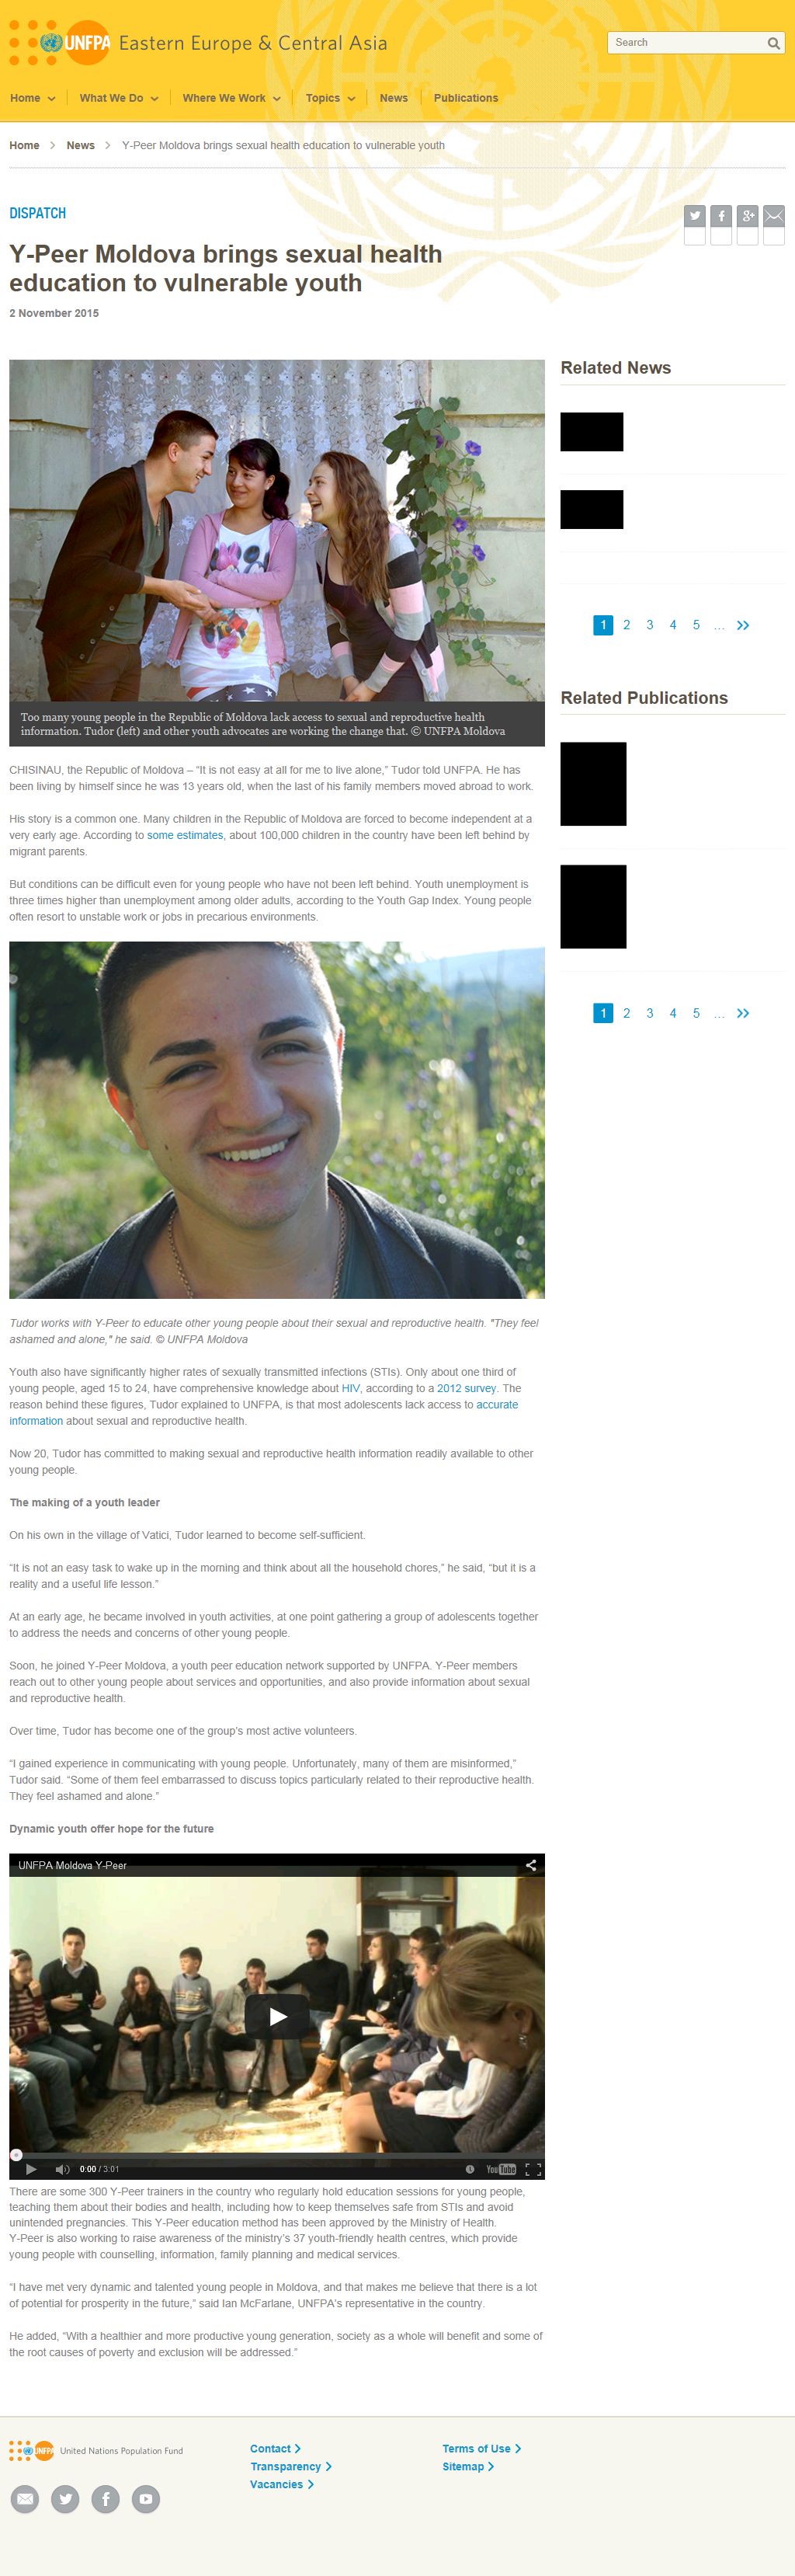 UNFPA Eastern Europe & Central Asia
Search
Home
What We Do
Where We Work
Topics
News
Publications
Home
News
Y-Peer Moldova brings sexual health education to vulnerable youth
DISPATCH
Y-Peer Moldova brings sexual health
education to vulnerable youth
2 November 2015
Too many young people in the Republic of Moldova lack access to sexual and reproductive health
information. Tudor (left) and other youth advocates are working the change that. © UNFPA Moldova
CHISINAU, the Republic of Moldova – “It is not easy at all for me to live alone,” Tudor told UNFPA. He has
been living by himself since he was 13 years old, when the last of his family members moved abroad to work.
His story is a common one. Many children in the Republic of Moldova are forced to become independent at a
very early age. According to some estimates, about 100,000 children in the country have been left behind by
migrant parents.
But conditions can be difficult even for young people who have not been left behind. Youth unemployment is
three times higher than unemployment among older adults, according to the Youth Gap Index. Young people
often resort to unstable work or jobs in precarious environments.
Tudor works with Y-Peer to educate other young people about their sexual and reproductive health. "They feel
ashamed and alone," he said. © UNFPA Moldova
Youth also have significantly higher rates of sexually transmitted infections (STIs). Only about one third of
young people, aged 15 to 24, have comprehensive knowledge about HIV, according to a 2012 survey. The
reason behind these figures, Tudor explained to UNFPA, is that most adolescents lack access to accurate
information about sexual and reproductive health.
Now 20, Tudor has committed to making sexual and reproductive health information readily available to other
young people.
The making of a youth leader
On his own in the village of Vatici, Tudor learned to become self-sufficient.
“It is not an easy task to wake up in the morning and think about all the household chores,” he said, “but it is a
reality and a useful life lesson.”
At an early age, he became involved in youth activities, at one point gathering a group of adolescents together
to address the needs and concerns of other young people.
Soon, he joined Y-Peer Moldova, a youth peer education network supported by UNFPA. Y-Peer members
reach out to other young people about services and opportunities, and also provide information about sexual
and reproductive health.
Over time, Tudor has become one of the group’s most active volunteers.
“I gained experience in communicating with young people. Unfortunately, many of them are misinformed,”
Tudor said. “Some of them feel embarrassed to discuss topics particularly related to their reproductive health.
They feel ashamed and alone.”
Dynamic youth offer hope for the future
UNFPA Moldova Y-Peer
0:00 / 3:01
YouTube
There are some 300 Y-Peer trainers in the country who regularly hold education sessions for young people,
teaching them about their bodies and health, including how to keep themselves safe from STIs and avoid
unintended pregnancies. This Y-Peer education method has been approved by the Ministry of Health.
Y-Peer is also working to raise awareness of the ministry’s 37 youth-friendly health centres, which provide
young people with counselling, information, family planning and medical services.
“I have met very dynamic and talented young people in Moldova, and that makes me believe that there is a lot
of potential for prosperity in the future,” said Ian McFarlane, UNFPA’s representative in the country.
He added, “With a healthier and more productive young generation, society as a whole will benefit and some of
the root causes of poverty and exclusion will be addressed.”
Related News
1 2 3 4 5 … >>
Related Publications
1 2 3 4 5 … >>
UNFPA United Nations Population Fund
Contact
Transparency
Vacancies
Terms of Use
Sitemap